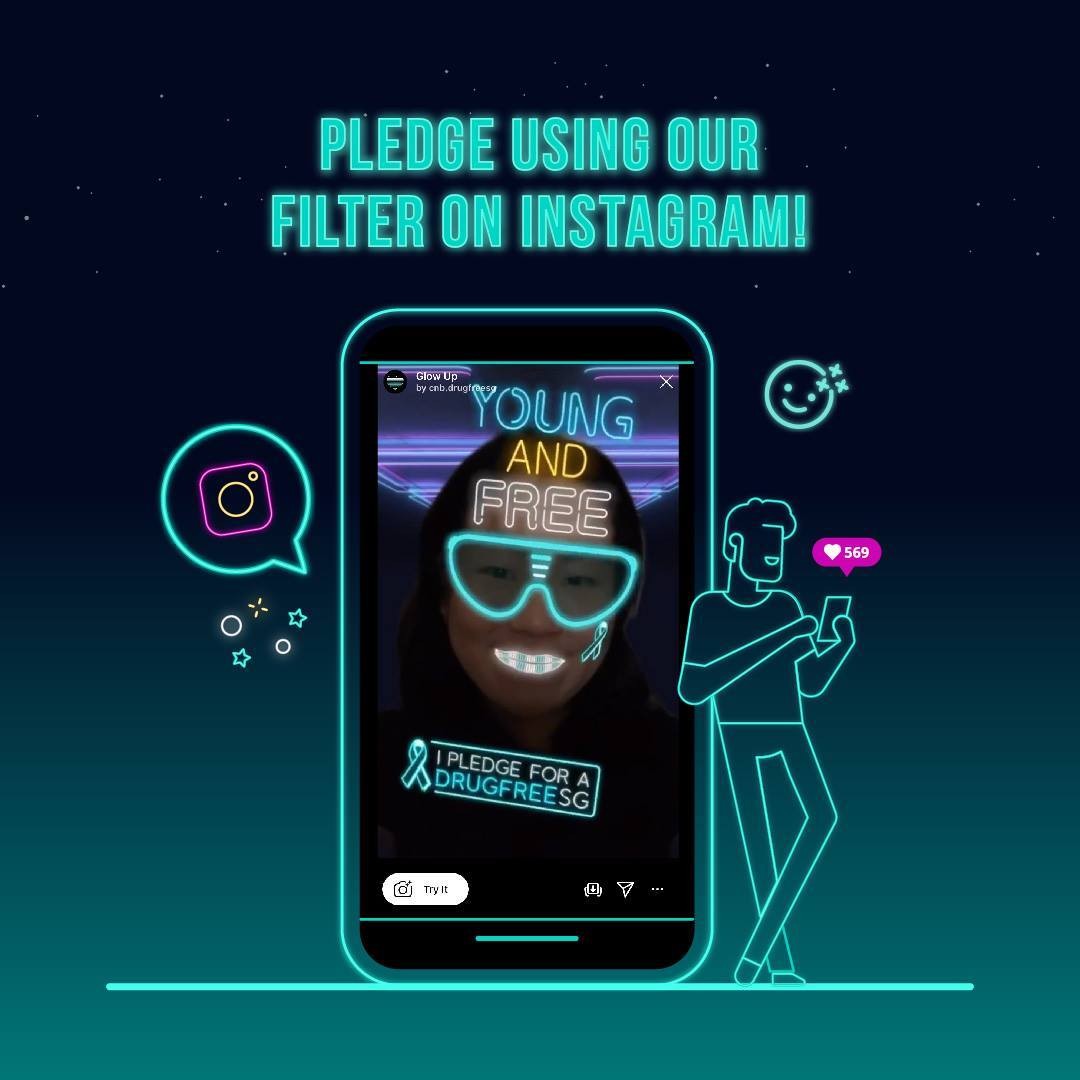 PLEDGE USING OUR
FILTER ON INSTAGRAM!
Glow Up
by cnb.drugfreesg
YOUNG
AND
FREE
569
I PLEDGE FOR A
DRUGFREESG
Try It